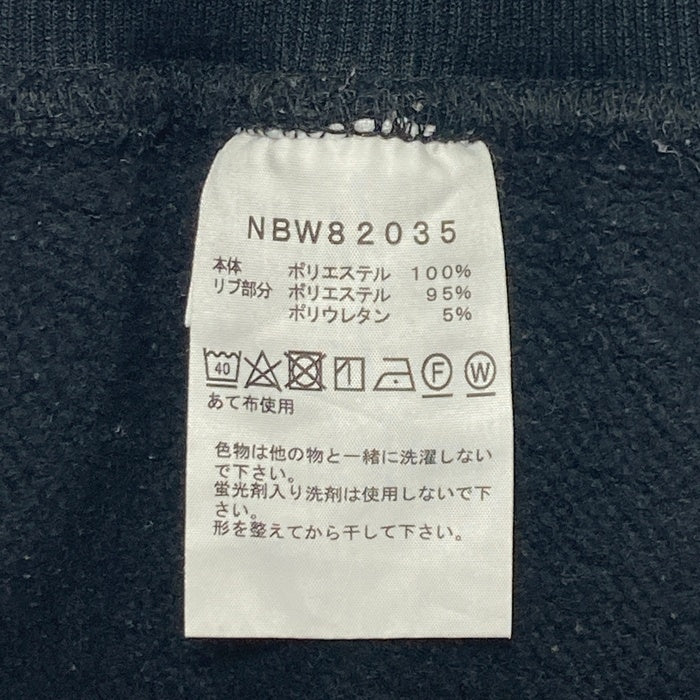 NBW82035
本体 ポリエステル 100%
リブ部分 ポリエステル 95%
ポリウレタン 5%
40 F W
あて布使用
色物は他の物と一緒に洗濯しない
で下さい。
蛍光剤入り洗剤は使用しないで下
さい。
形を整えてから干して下さい。